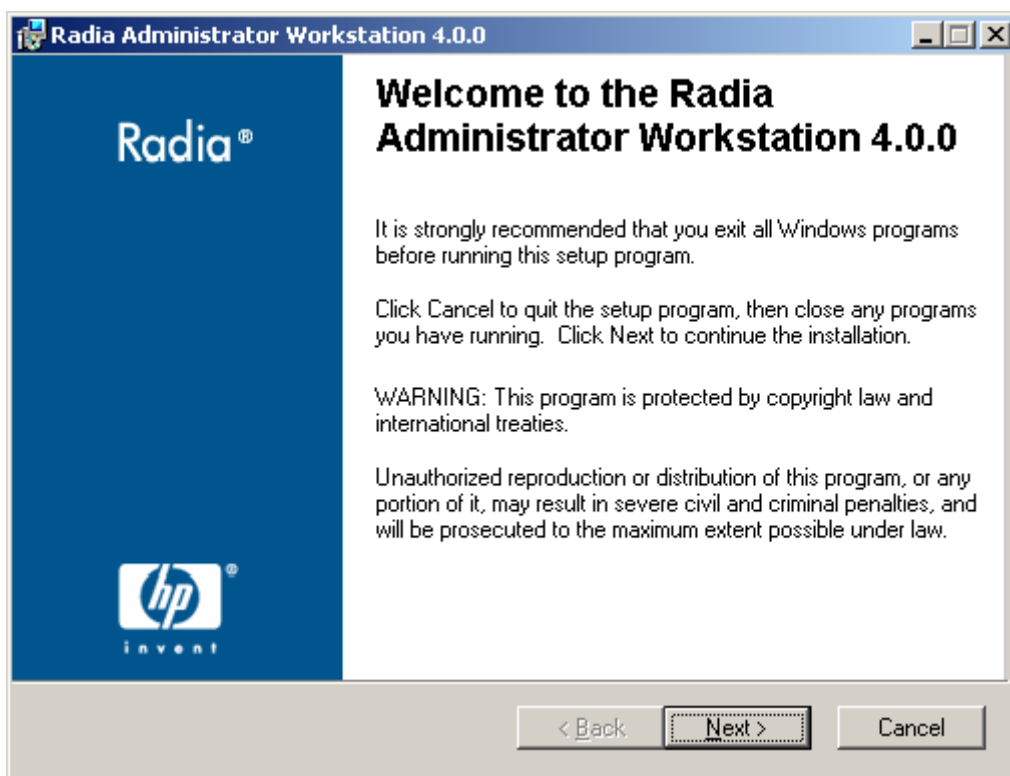 Radia Administrator Workstation 4.0.0
Radia®
Welcome to the Radia
Administrator Workstation 4.0.0
It is strongly recommended that you exit all Windows programs
before running this setup program.
Click Cancel to quit the setup program, then close any programs
you have running.  Click Next to continue the installation.
WARNING: This program is protected by copyright law and
international treaties.
Unauthorized reproduction or distribution of this program, or any
portion of it, may result in severe civil and criminal penalties, and
will be prosecuted to the maximum extent possible under law.
hp®
invent
< Back
Next >
Cancel